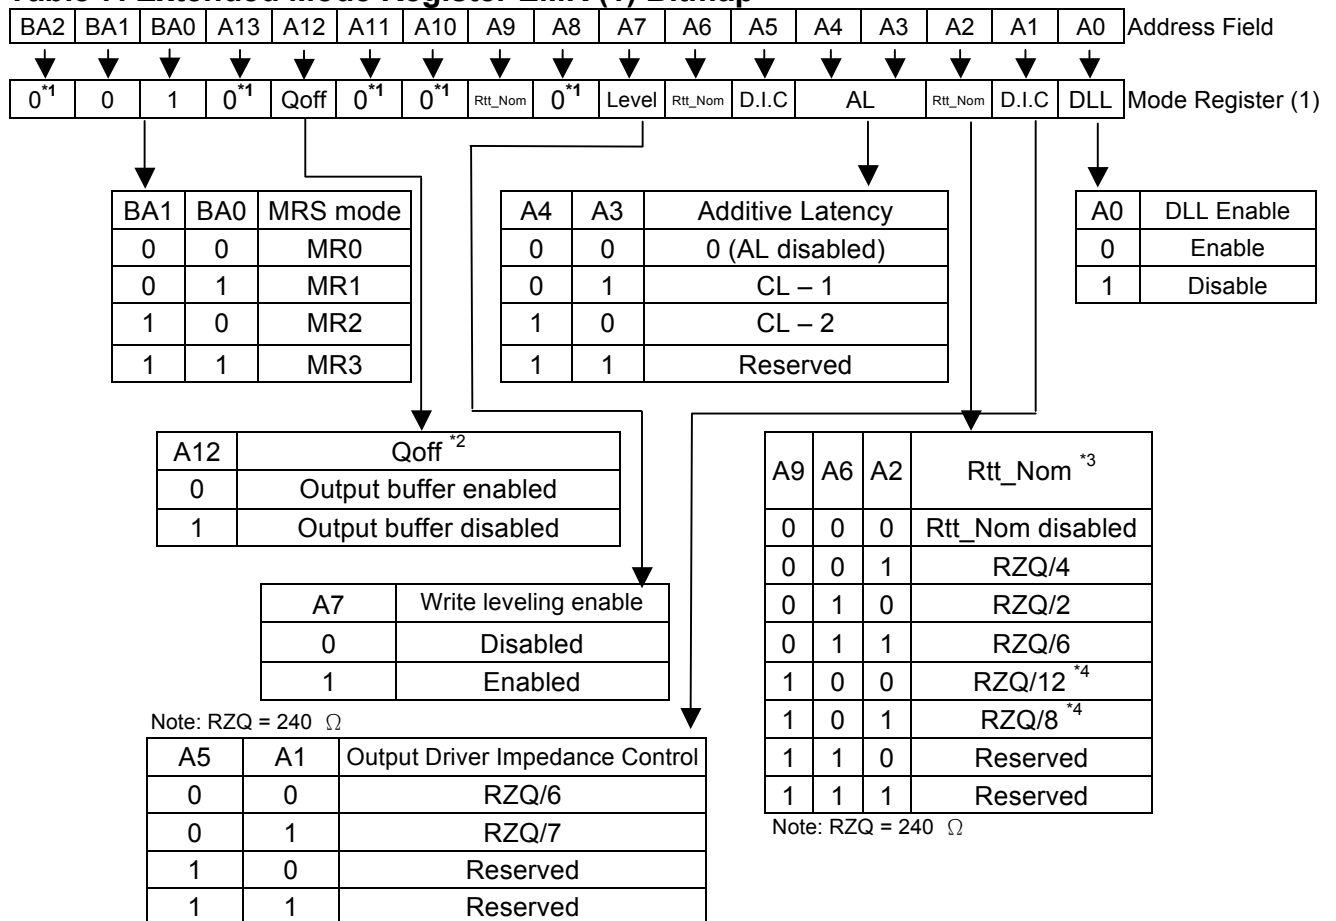 BA2 BA1 BA0 A13 A12 A11 A10 A9 A8 A7 A6 A5 A4 A3 A2 A1 A0 Address Field
0*1 0 1 0*1 Qoff 0*1 0*1 Rtt_Nom 0*1 Level Rtt_Nom D.I.C AL Rtt_Nom D.I.C DLL Mode Register (1)
BA1 BA0 MRS mode
0 0 MR0
0 1 MR1
1 0 MR2
1 1 MR3
A4 A3 Additive Latency
0 0 0 (AL disabled)
0 1 CL – 1
1 0 CL – 2
1 1 Reserved
A0 DLL Enable
0 Enable
1 Disable
A12 Qoff *2
0 Output buffer enabled
1 Output buffer disabled
A7 Write leveling enable
0 Disabled
1 Enabled
Note: RZQ = 240 Ω
A5 A1 Output Driver Impedance Control
0 0 RZQ/6
0 1 RZQ/7
1 0 Reserved
1 1 Reserved
A9 A6 A2 Rtt_Nom *3
0 0 0 Rtt_Nom disabled
0 0 1 RZQ/4
0 1 0 RZQ/2
0 1 1 RZQ/6
1 0 0 RZQ/12 *4
1 0 1 RZQ/8 *4
1 1 0 Reserved
1 1 1 Reserved
Note: RZQ = 240 Ω